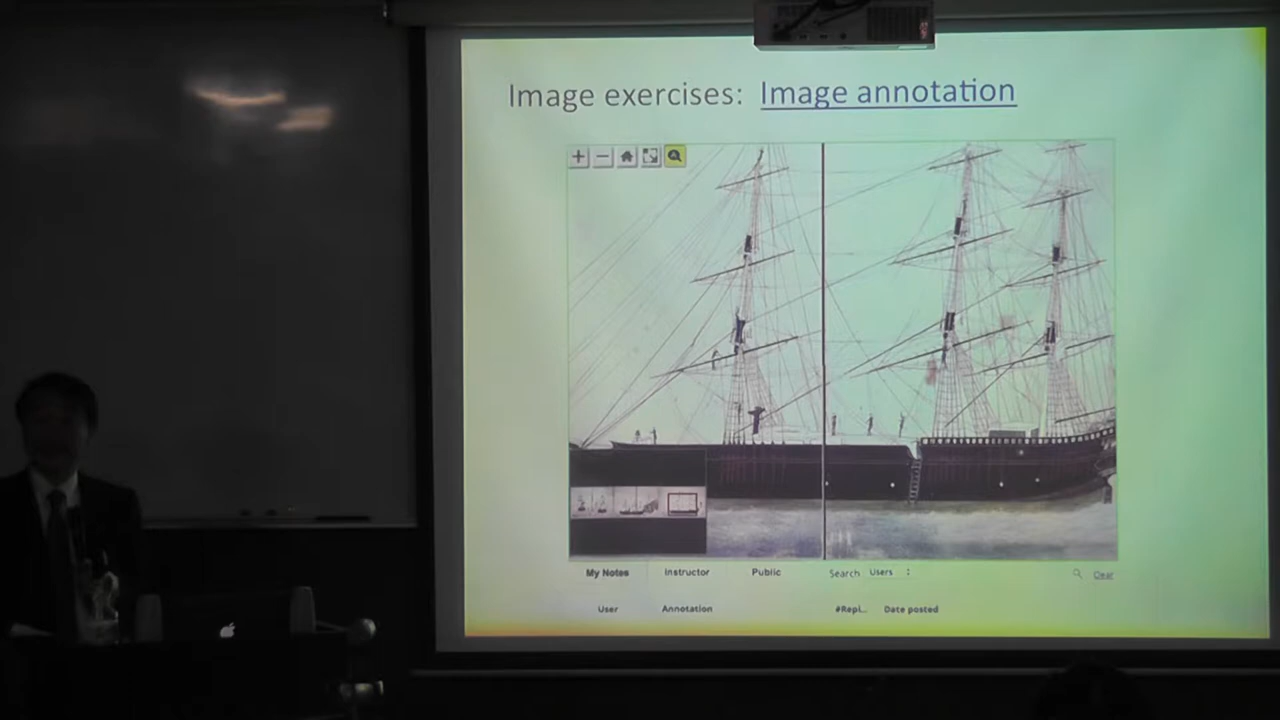 Image exercises: Image annotation
My Notes Instructor Public Search Users Clear
User Annotation #Repl... Date posted